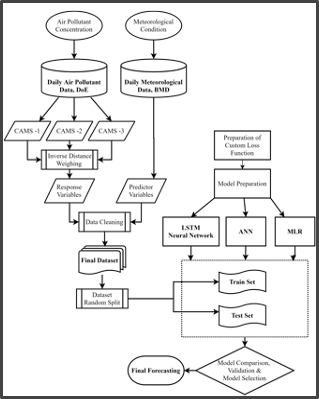 Air Pollutant
Concentration
Meteorological
Condition
Daily Air Pollutant
Data, DoE
Daily Meteorological
Data, BMD
CAMS -1
CAMS -2
CAMS -3
Inverse Distance
Weighing
Response
Variables
Predictor
Variables
Data Cleaning
Final Dataset
Dataset
Random Split
Preparation of
Custom Loss
Function
Model Preparation
LSTM
Neural Network
ANN
MLR
Train Set
Test Set
Model Comparison,
Validation &
Model Selection
Final Forecasting